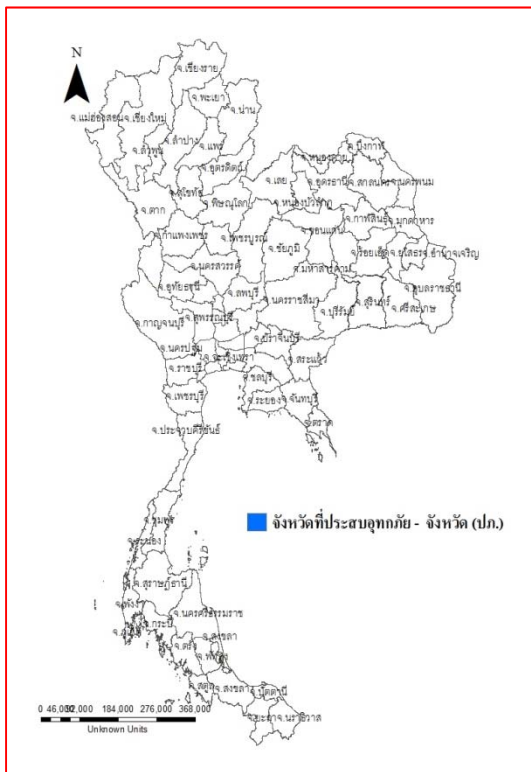 N
จ.เชียงราย
จ.พะเยา
จ.น่าน
จ.แม่ฮ่องสอน
จ.เชียงใหม่
จ.ลำปาง
จ.แพร่
จ.ลำพูน
จ.อุตรดิตถ์
จ.บึงกาฬ
จ.หนองคาย
จ.เลย
จ.อุดรธานี
จ.สกลนคร
จ.นครพนม
จ.สุโขทัย
จ.หนองบัวลำภู
จ.ตาก
จ.พิษณุโลก
จ.กาฬสินธุ์
จ.มุกดาหาร
จ.กำแพงเพชร
จ.เพชรบูรณ์
จ.ขอนแก่น
จ.ชัยภูมิ
จ.ร้อยเอ็ด
จ.ยโสธร
จ.อำนาจเจริญ
จ.นครสวรรค์
จ.มหาสารคาม
จ.อุทัยธานี
จ.ลพบุรี
จ.นครราชสีมา
จ.อุบลราชธานี
จ.บุรีรัมย์
จ.สุรินทร์
จ.ศรีสะเกษ
จ.กาญจนบุรี
จ.สุพรรณบุรี
จ.ปราจีนบุรี
จ.นครปฐม
จ.ฉะเชิงเทรา
จ.สระแก้ว
จ.ราชบุรี
จ.ชลบุรี
จ.เพชรบุรี
จ.ระยอง
จ.จันทบุรี
จ.ตราด
จ.ประจวบคีรีขันธ์
จ.ชุมพร
จังหวัดที่ประสบอุทกภัย - จังหวัด (ปภ.)
จ.ระนอง
จ.สุราษฎร์ธานี
จ.พังงา
จ.นครศรีธรรมราช
จ.กระบี่
จ.ภูเก็ต
จ.สงขลา
จ.ตรัง
จ.พัทลุง
จ.สตูล
จ.สงขลา
จ.ปัตตานี
จ.ยะลา
จ.นราธิวาส
184,000
276,000
368,000
Unknown Units